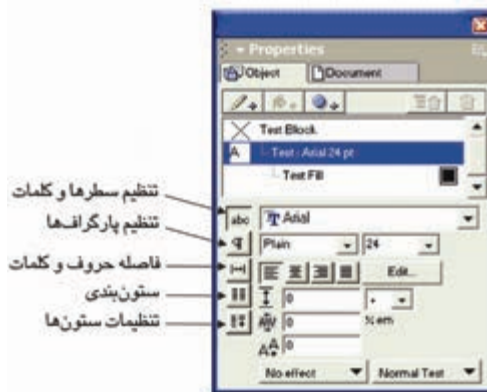 Properties
Object Document
Text Block
A Text : Arial 24 pt
Text Fill
تنظیم سطرها و کلمات
abc Arial
تنظیم پارگراف‌ها
¶ Plain 24
فاصله حروف و کلمات
Edit...
ستون‌بندی
0 +
تنظیمات ستون‌ها
0 % em
0
No effect Normal Text